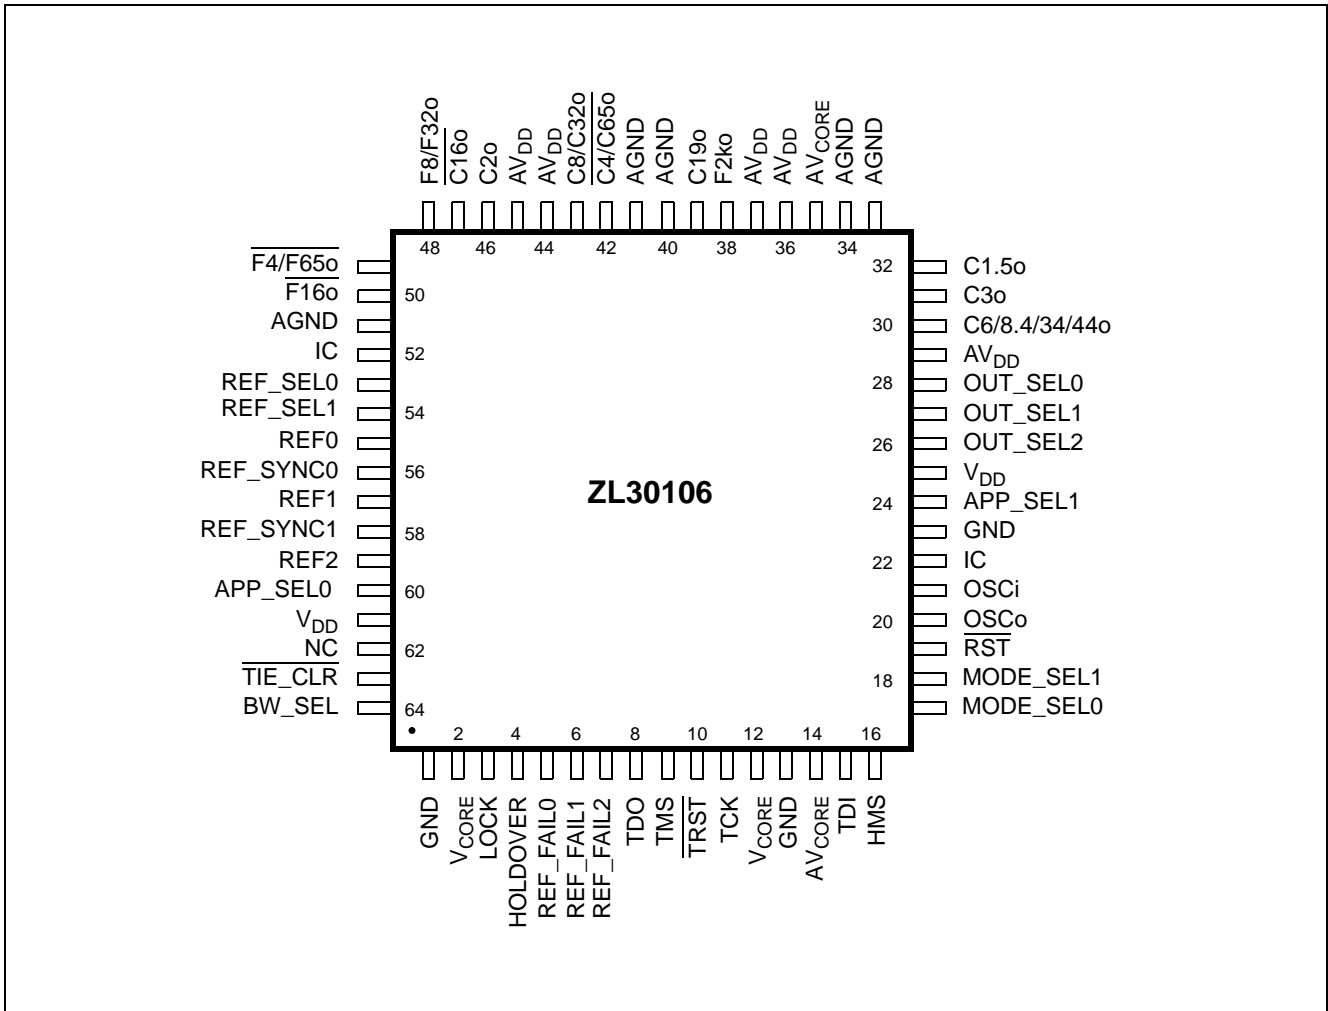 F8/F32o
C16o
C2o
AVDD
AVDD
C8/C32o
C4/C65o
AGND
AGND
C19o
F2ko
AVDD
AVDD
AVCORE
AGND
AGND
48 46 44 42 40 38 36 34
F4/F65o
F16o
AGND
IC
REF_SEL0
REF_SEL1
REF0
REF_SYNC0
REF1
REF_SYNC1
REF2
APP_SEL0
VDD
NC
TIE_CLR
BW_SEL
50
52
54
56
58
60
62
64
ZL30106
32
30
28
26
24
22
20
18
C1.5o
C3o
C6/8.4/34/44o
AVDD
OUT_SEL0
OUT_SEL1
OUT_SEL2
VDD
APP_SEL1
GND
IC
OSCi
OSCo
RST
MODE_SEL1
MODE_SEL0
2 4 6 8 10 12 14 16
GND
VCORE
LOCK
HOLDOVER
REF_FAIL0
REF_FAIL1
REF_FAIL2
TDO
TMS
TRST
TCK
VCORE
GND
AVCORE
TDI
HMS